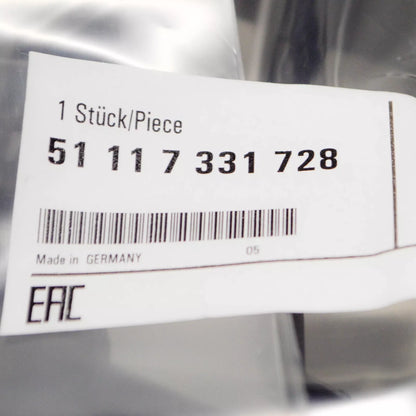 1 Stück/Piece
51 11 7 331 728
Made in GERMANY 05
EAC